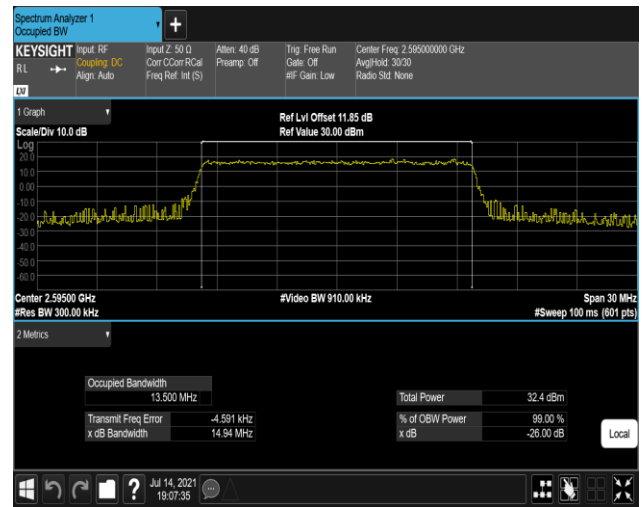 Spectrum Analyzer 1
Occupied BW
+
KEYSIGHT Input: RF Input Z: 50 Ω Atten: 40 dB Trig: Free Run Center Freq: 2.595000000 GHz
RL Coupling: DC Corr CCorr RCal Preamp: Off Gate: Off Avg|Hold: 30/30
Align: Auto Freq Ref: Int (S) #IF Gain: Low Radio Std: None
LXI
1 Graph
Ref Lvl Offset 11.85 dB
Scale/Div 10.0 dB Ref Value 30.00 dBm
Log
20.0
10.0
0.00
-10.0
-20.0
-30.0
-40.0
-50.0
-60.0
Center 2.59500 GHz #Video BW 910.00 kHz Span 30 MHz
#Res BW 300.00 kHz #Sweep 100 ms (601 pts)
2 Metrics
Occupied Bandwidth
13.500 MHz Total Power 32.4 dBm
Transmit Freq Error -4.591 kHz % of OBW Power 99.00 %
x dB Bandwidth 14.94 MHz x dB -26.00 dB
Local
? Jul 14, 2021
19:07:35